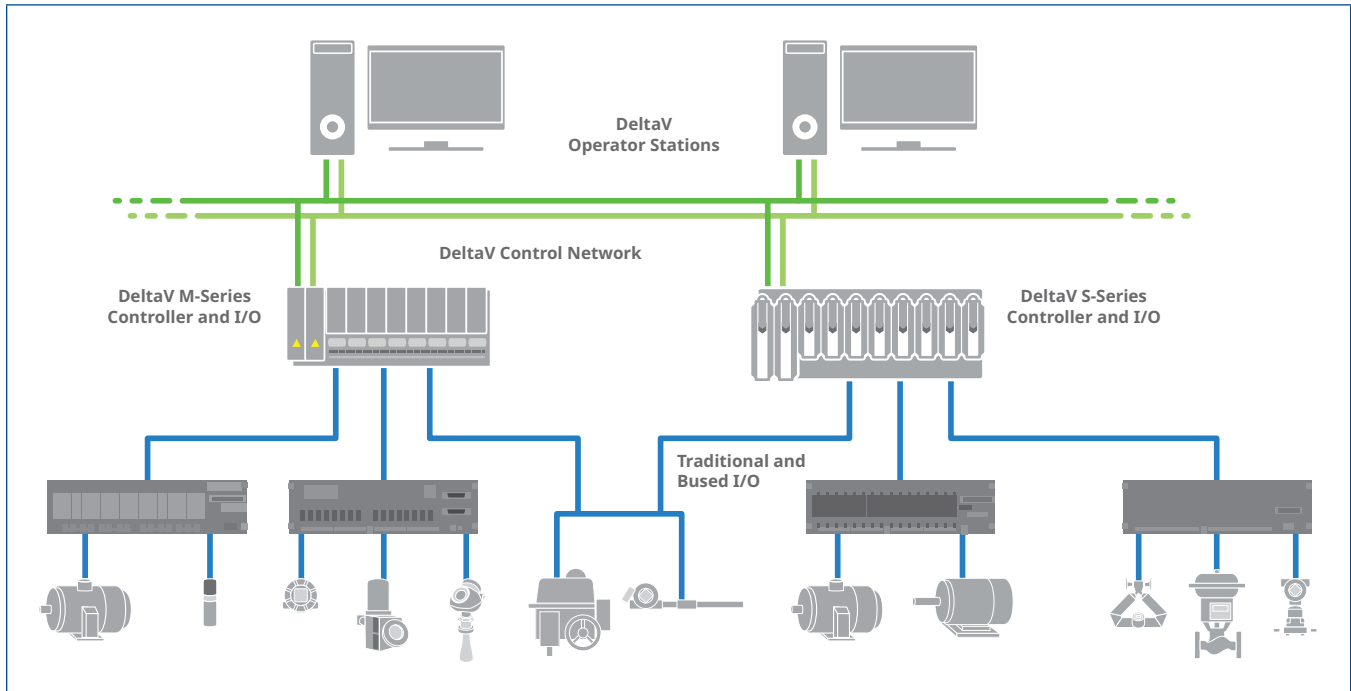 DeltaV
Operator Stations
DeltaV Control Network
DeltaV M-Series
Controller and I/O
DeltaV S-Series
Controller and I/O
Traditional and
Bused I/O